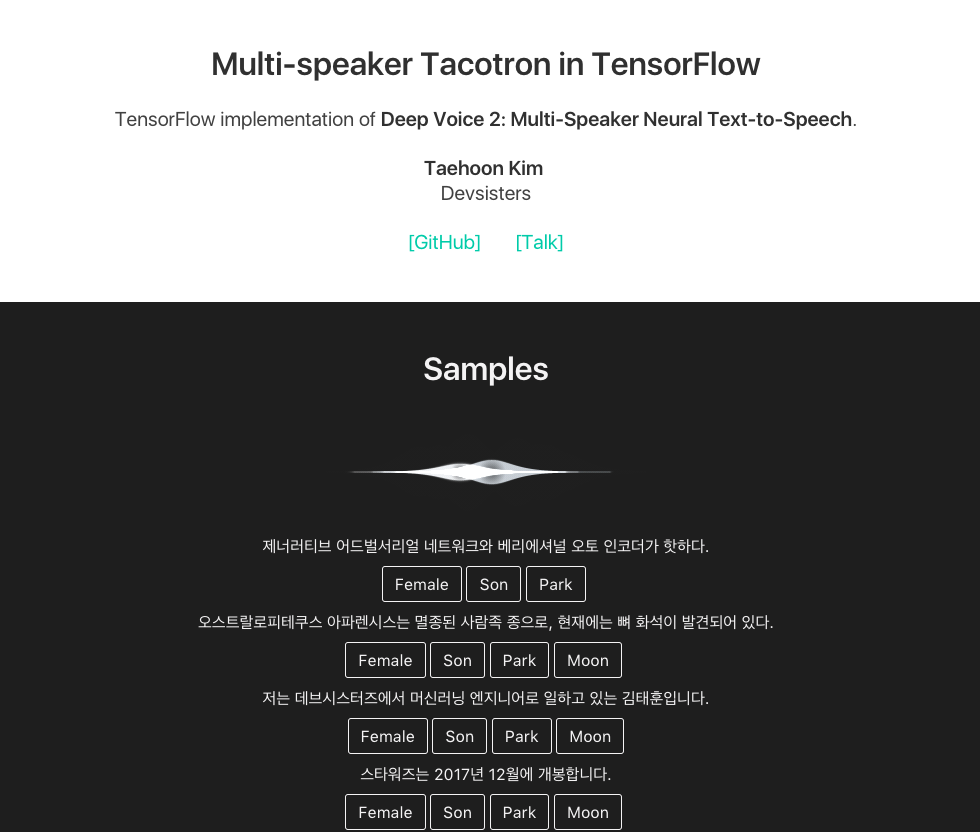 Multi-speaker Tacotron in TensorFlow
TensorFlow implementation of Deep Voice 2: Multi-Speaker Neural Text-to-Speech.
Taehoon Kim
Devsisters
[GitHub] [Talk]
Samples
제너러티브 어드벌서리얼 네트워크와 베리에셔널 오토 인코더가 핫하다.
Female Son Park
오스트랄로피테쿠스 아파렌시스는 멸종된 사람족 종으로, 현재에는 뼈 화석이 발견되어 있다.
Female Son Park Moon
저는 데브시스터즈에서 머신러닝 엔지니어로 일하고 있는 김태훈입니다.
Female Son Park Moon
스타워즈는 2017년 12월에 개봉합니다.
Female Son Park Moon